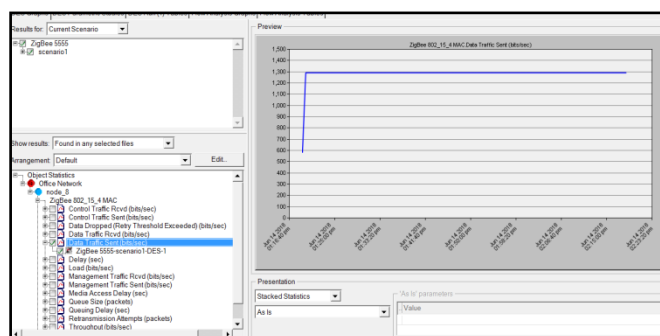 Results for: Current Scenario
ZigBee 5555
scenario1
Show results: Found in any selected files
Arrangement: Default Edit...
Object Statistics
Office Network
node_8
ZigBee 802_15_4 MAC
Control Traffic Rcvd (bits/sec)
Control Traffic Sent (bits/sec)
Data Dropped (Retry Threshold Exceeded) (bits/sec)
Data Traffic Rcvd (bits/sec)
Data Traffic Sent (bits/sec)
ZigBee 5555-scenario1-DES-1
Delay (sec)
Load (bits/sec)
Management Traffic Rcvd (bits/sec)
Management Traffic Sent (bits/sec)
Media Access Delay (sec)
Queue Size (packets)
Queuing Delay (sec)
Retransmission Attempts (packets)
Throughput (bits/sec)
Preview
ZigBee 802_15_4 MAC.Data Traffic Sent (bits/sec)
1,500
1,400
1,300
1,200
1,100
1,000
900
800
700
600
500
400
300
200
100
0
Presentation
Stacked Statistics
As Is
'As Is' parameters
Value